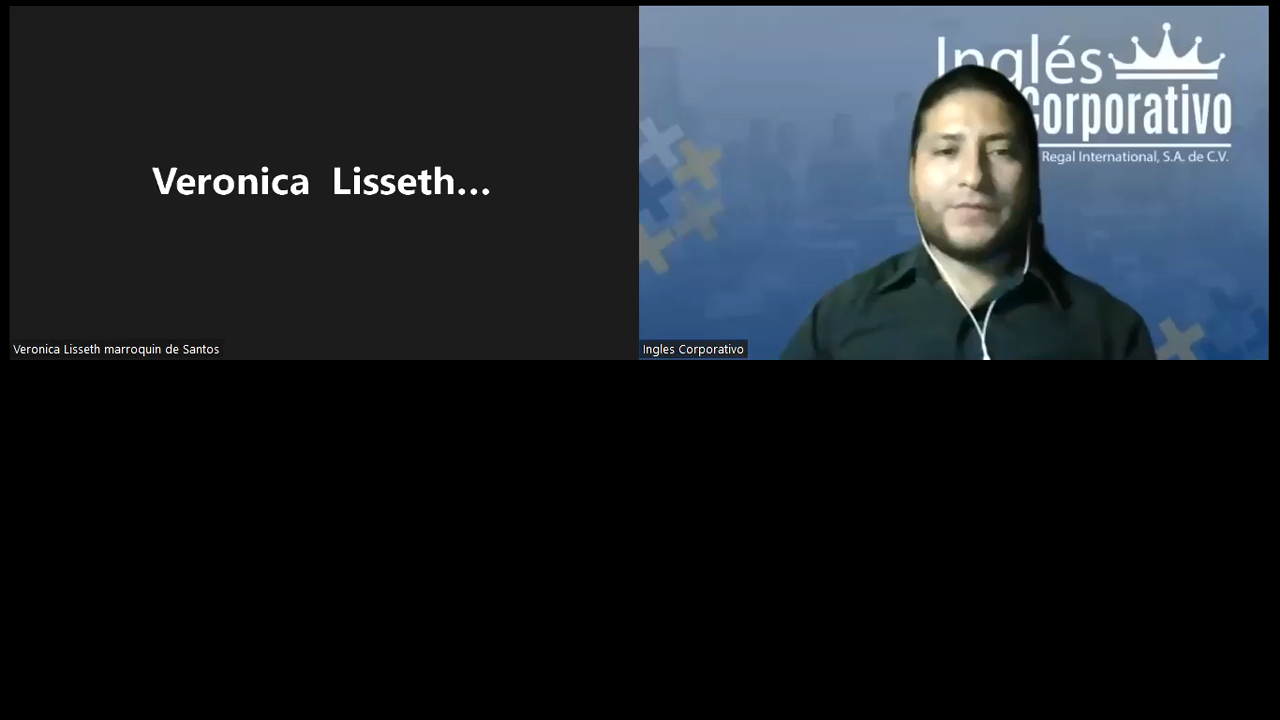 Veronica  Lisseth...
Veronica Lisseth marroquin de Santos
Inglés
Corporativo
Regal International, S.A. de C.V.
Ingles Corporativo